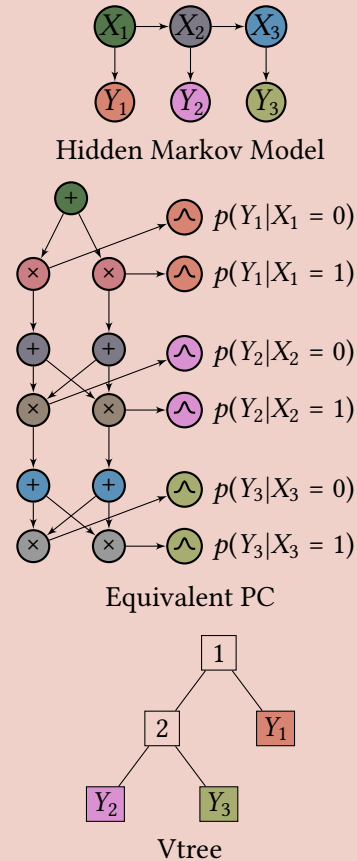 X₁ X₂ X₃
Y₁ Y₂ Y₃
Hidden Markov Model
+
p(Y₁|X₁ = 0)
× × p(Y₁|X₁ = 1)
+ + p(Y₂|X₂ = 0)
× × p(Y₂|X₂ = 1)
+ + p(Y₃|X₃ = 0)
× × p(Y₃|X₃ = 1)
Equivalent PC
1
2 Y₁
Y₂ Y₃
Vtree